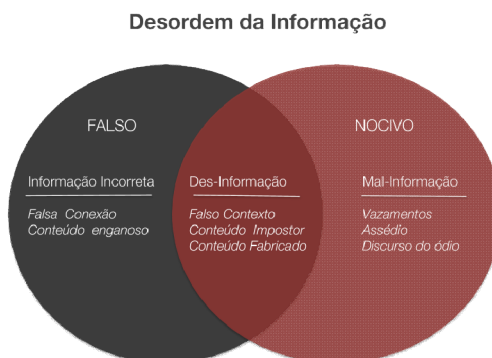 Desordem da Informação
FALSO
NOCIVO
Informação Incorreta
Falsa Conexão
Conteúdo enganoso
Des-Informação
Falso Contexto
Conteúdo Impostor
Conteúdo Fabricado
Mal-Informação
Vazamentos
Assédio
Discurso do ódio